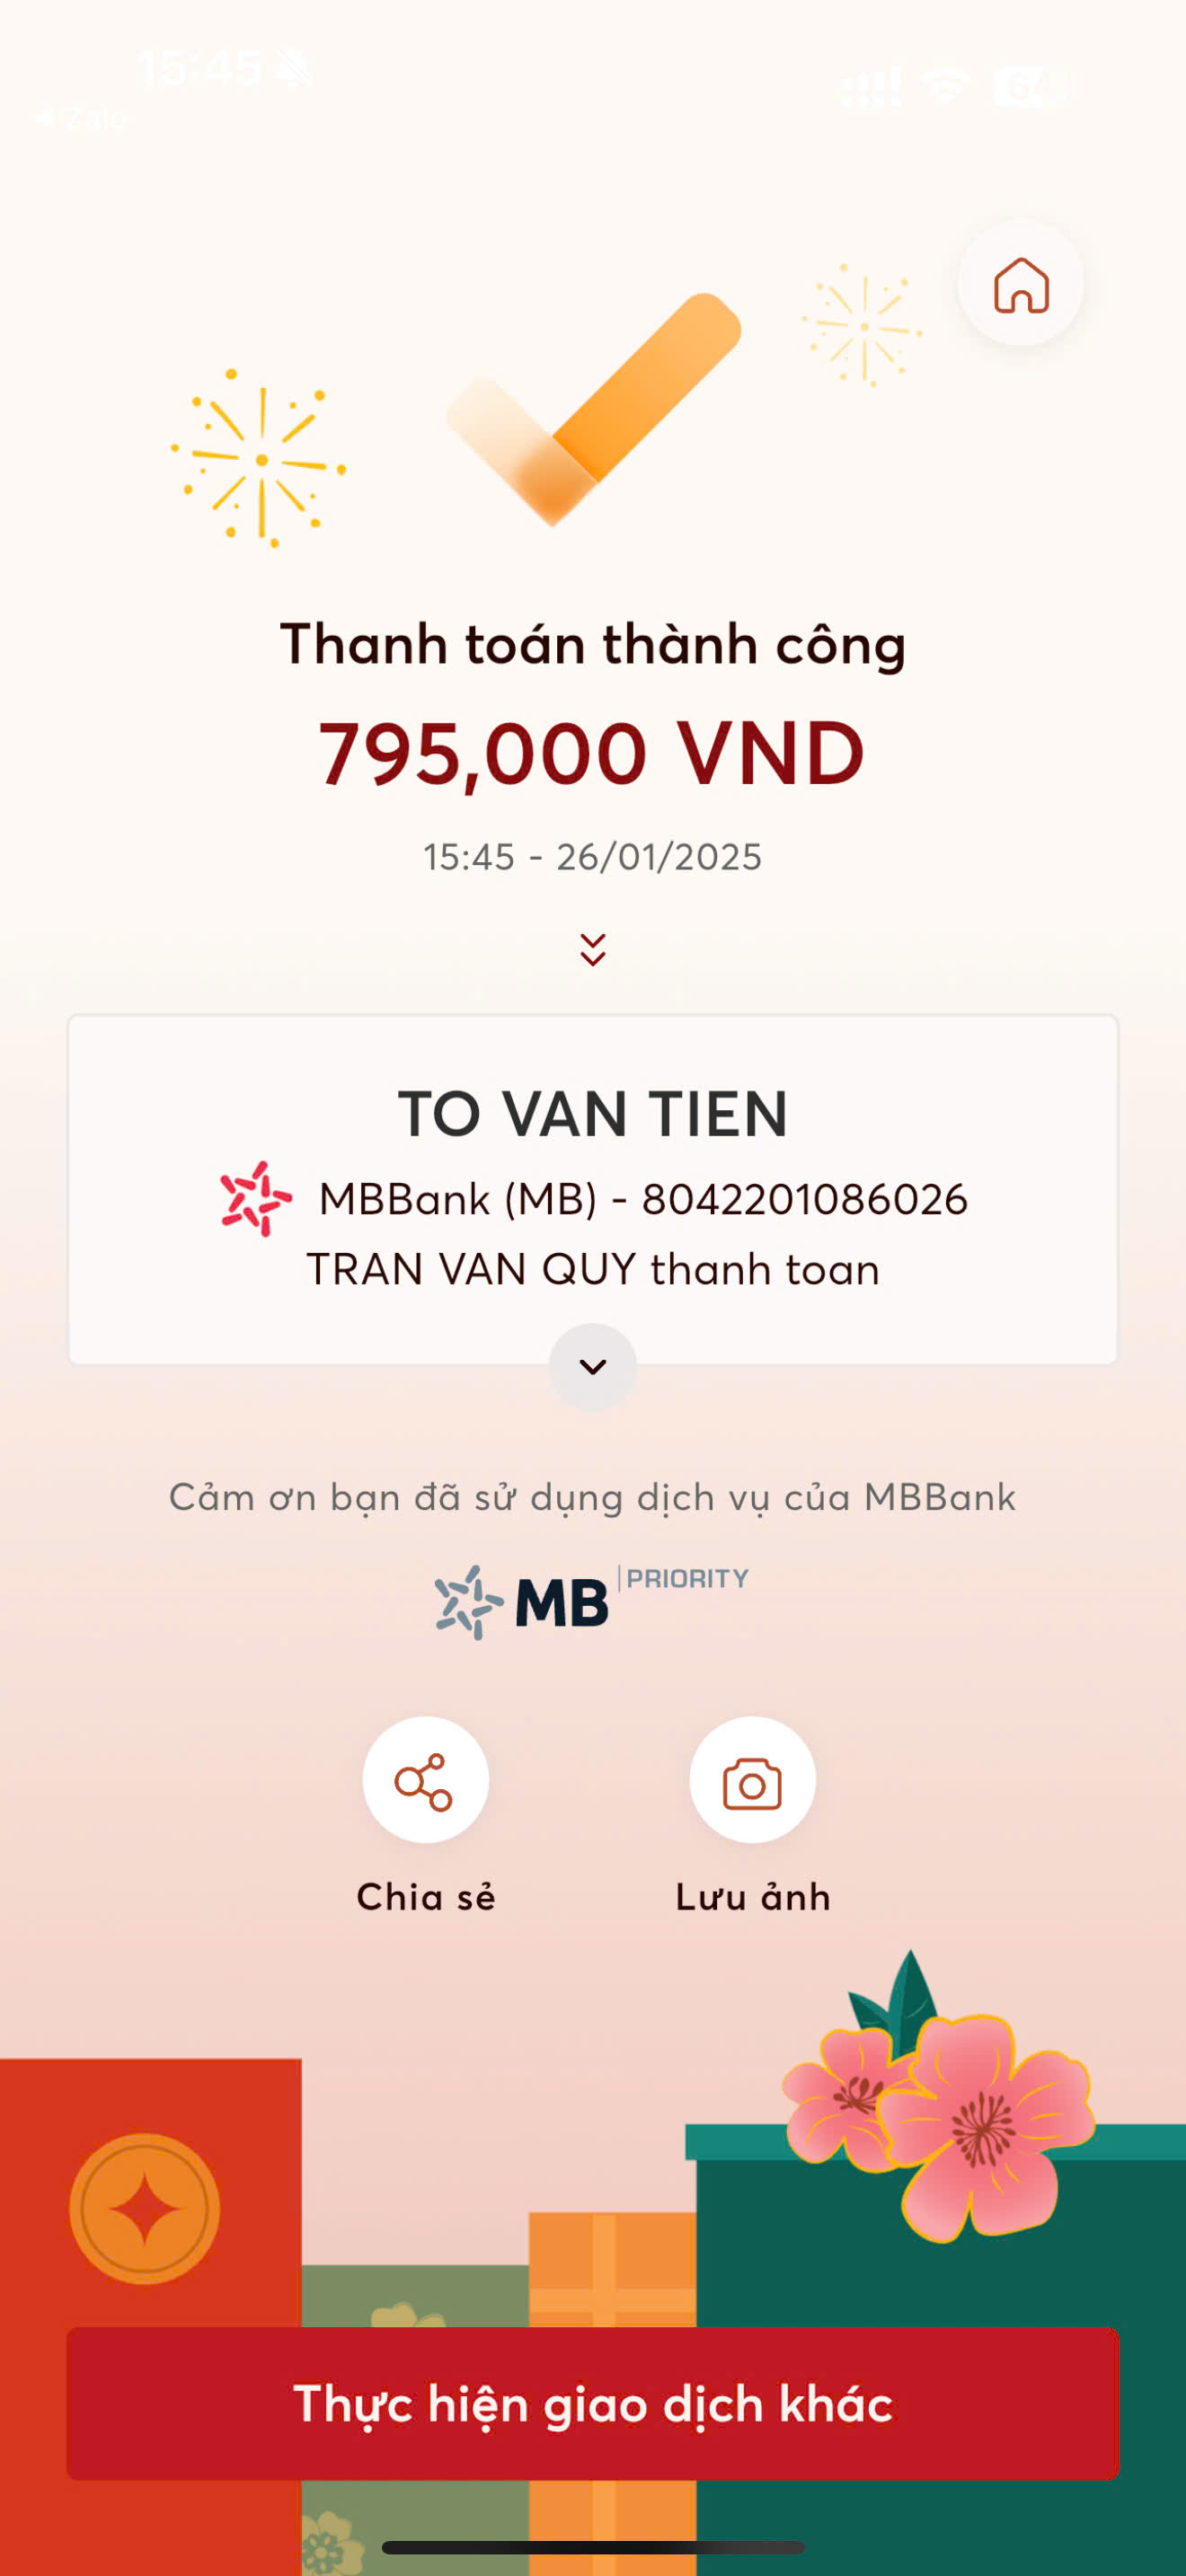 15:45
Zalo
64
Thanh toán thành công
795,000 VND
15:45 - 26/01/2025
TO VAN TIEN
MBBank (MB) - 8042201086026
TRAN VAN QUY thanh toan
Cảm ơn bạn đã sử dụng dịch vụ của MBBank
MB PRIORITY
Chia sẻ
Lưu ảnh
Thực hiện giao dịch khác